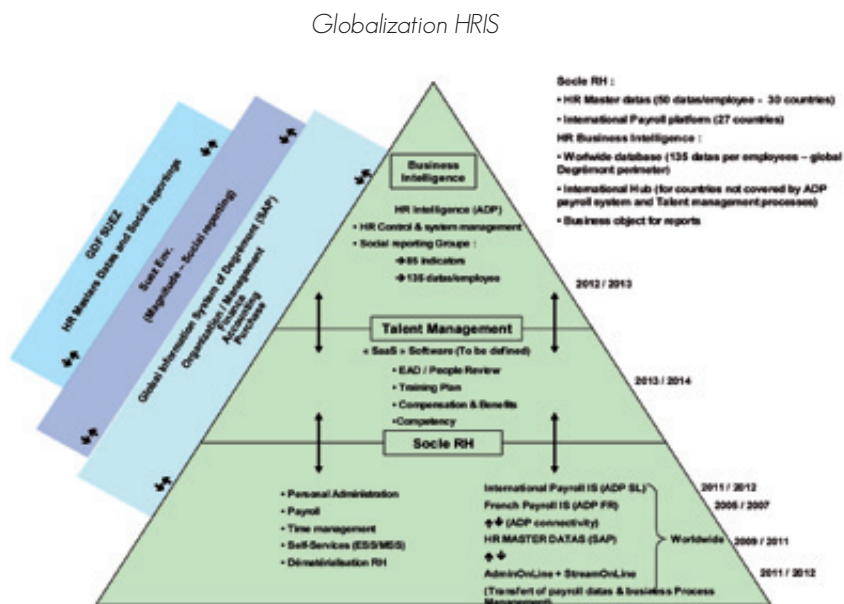 Globalization HRIS
Socle RH :
• HR Master datas (50 datas/employee - 30 countries)
• International Payroll platform (27 countries)
HR Business Intelligence :
• Worlwide database (135 datas per employees – global
Degrémont perimeter)
• International Hub (for countries not covered by ADP
payroll system and Talent management processes)
• Business object for reports
GDF SUEZ
HR Masters Datas and Social reportings
Suez Env.
(Magnitude – Social reporting)
Global Information System of Degrémont (SAP)
Organization / Management
Finance
Accounting
Purchase
Business
Intelligence
HR Intelligence (ADP)
• HR Control & system management
• Social reporting Groupe :
→ 85 indicators
→ 135 datas/employee
2012 / 2013
Talent Management
« SaaS » Software (To be defined)
• EAD / People Review
• Training Plan
• Compensation & Benefits
• Competency
2013 / 2014
Socle RH
• Personal Administration
• Payroll
• Time management
• Self-Services (ESS/MSS)
• Dématérialisation RH
International Payroll IS (ADP SL)
French Payroll IS (ADP FR)
(ADP connectivity)
HR MASTER DATAS (SAP)
AdminOnLine + StreamOnLine
(Transfert of payroll datas & business Process
Management)
Worldwide
2011 / 2012
2005 / 2007
2009 / 2011
2011 / 2012